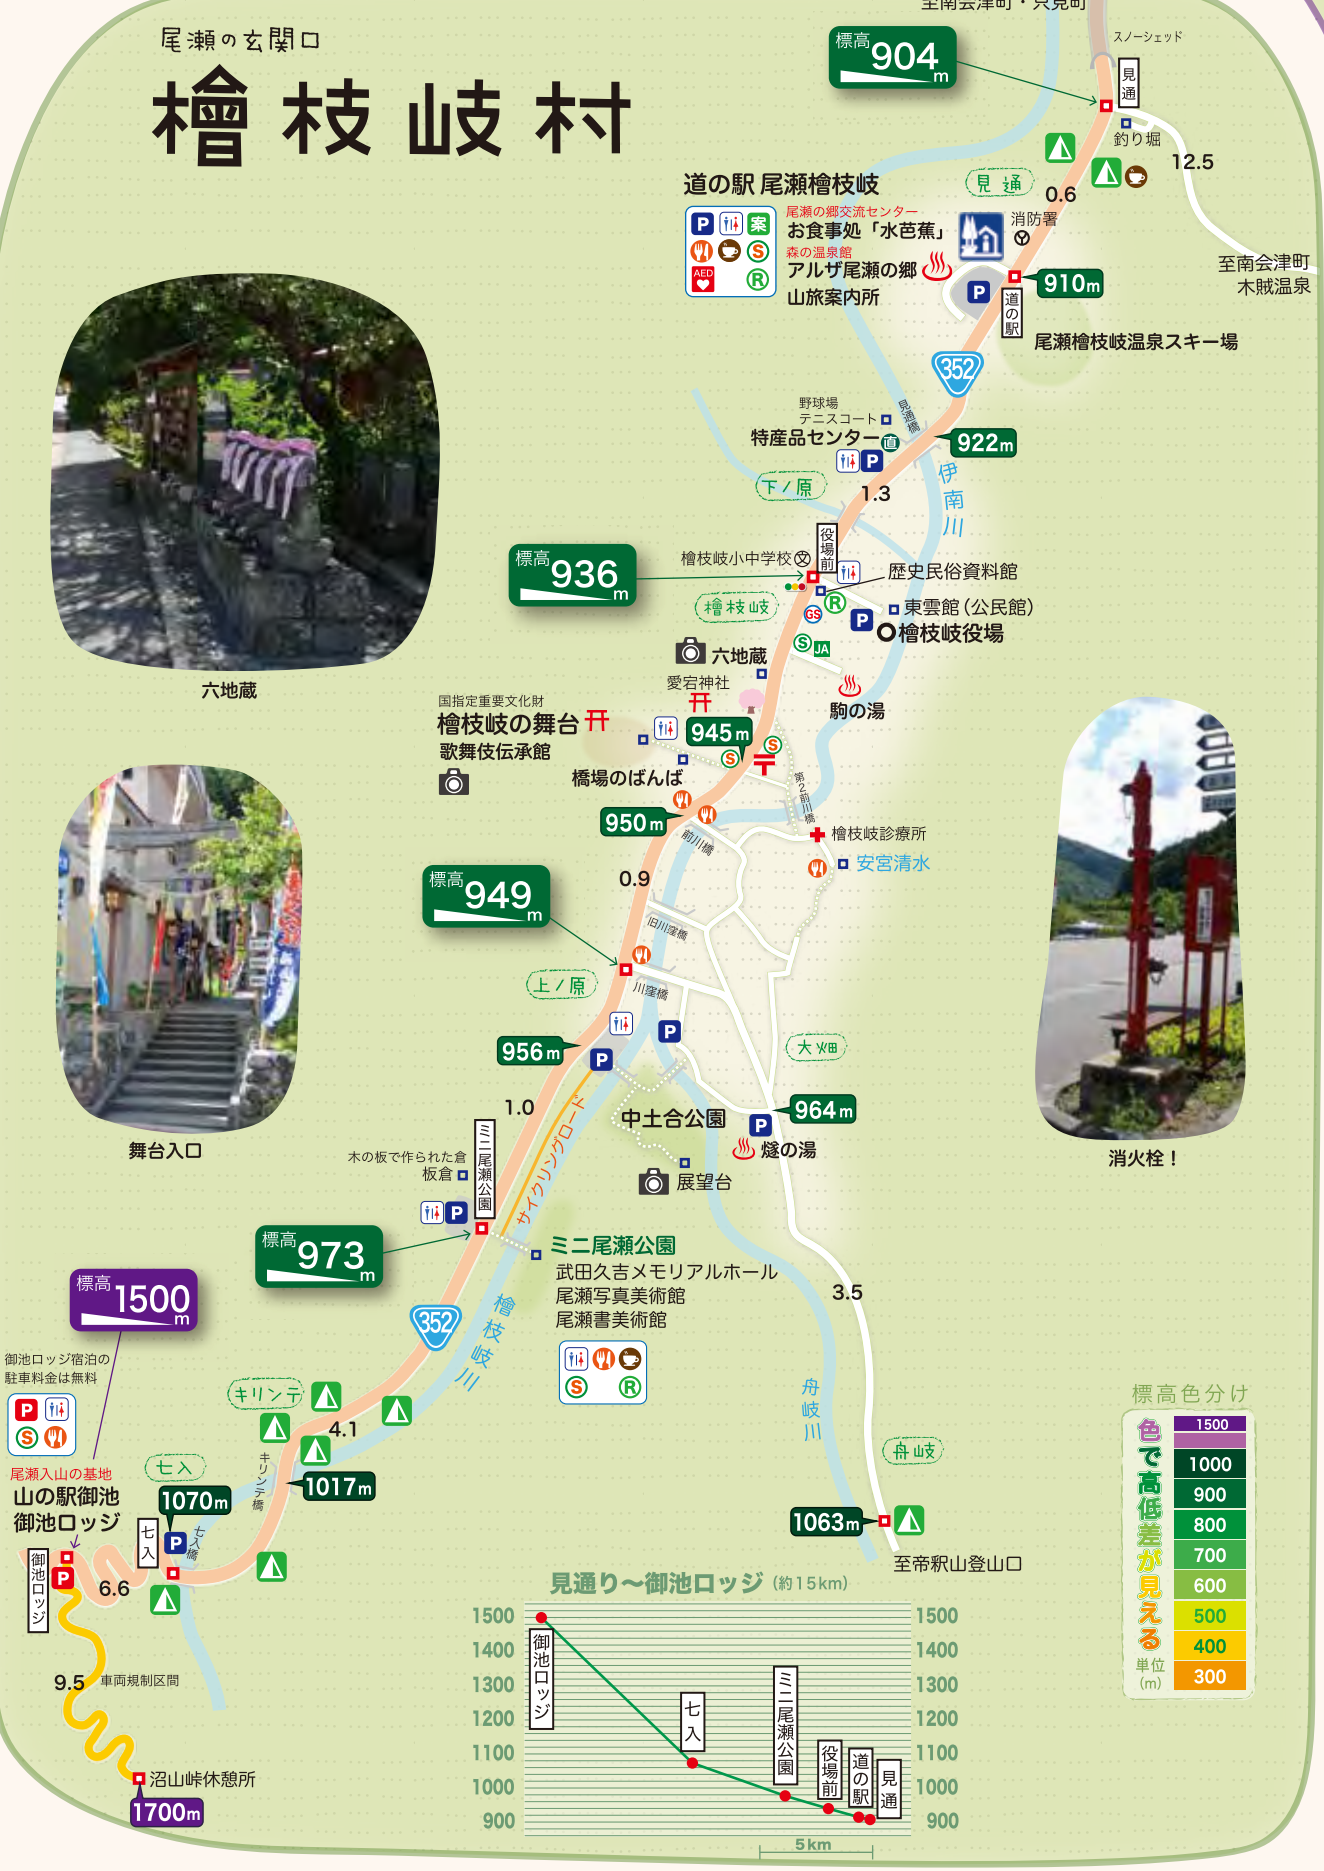 尾瀬の玄関口
檜枝岐村
至南会津町・只見町
スノーシェッド
標高
904m
見通
釣り堀
12.5
見通
0.6
至南会津町
木賊温泉
道の駅 尾瀬檜枝岐
P
案
S
AED
R
尾瀬の郷交流センター
お食事処「水芭蕉」
森の温泉館
アルザ尾瀬の郷
山旅案内所
消防署
P
910m
道の駅
尾瀬檜枝岐温泉スキー場
352
野球場
テニスコート
特産品センター
直
P
見通橋
922m
伊南川
下ノ原
1.3
役場前
標高
936m
檜枝岐小中学校
文
歴史民俗資料館
檜枝岐
R
GS
P
東雲館（公民館）
檜枝岐役場
S
JA
六地蔵
愛宕神社
駒の湯
国指定重要文化財
檜枝岐の舞台
歌舞伎伝承館
945m
S
S
橋場のばんば
第2前川橋
950m
前川橋
檜枝岐診療所
安宮清水
0.9
標高
949m
旧川窪橋
川窪橋
上ノ原
P
大畑
956m
P
1.0
中土合公園
964m
P
燧の湯
サイクリングロード
展望台
木の板で作られた倉
板倉
P
ミニ尾瀬公園
標高
973m
ミニ尾瀬公園
武田久吉メモリアルホール
尾瀬写真美術館
尾瀬書美術館
S
R
3.5
352
檜枝岐川
舟岐川
舟岐
1063m
至帝釈山登山口
標高
1500m
御池ロッジ宿泊の
駐車料金は無料
P
S
尾瀬入山の基地
山の駅御池
御池ロッジ
キリンテ
4.1
キリンテ橋
1017m
七入
1070m
七入
P
七入橋
御池ロッジ
P
6.6
9.5
車両規制区間
沼山峠休憩所
1700m
六地蔵
舞台入口
消火栓！
見通り〜御池ロッジ（約15km）
1500
1400
1300
1200
1100
1000
900
御池ロッジ
七入
ミニ尾瀬公園
役場前
道の駅
見通
1500
1400
1300
1200
1100
1000
900
5km
標高色分け
色で高低差が見える
単位
（m）
1500
1000
900
800
700
600
500
400
300